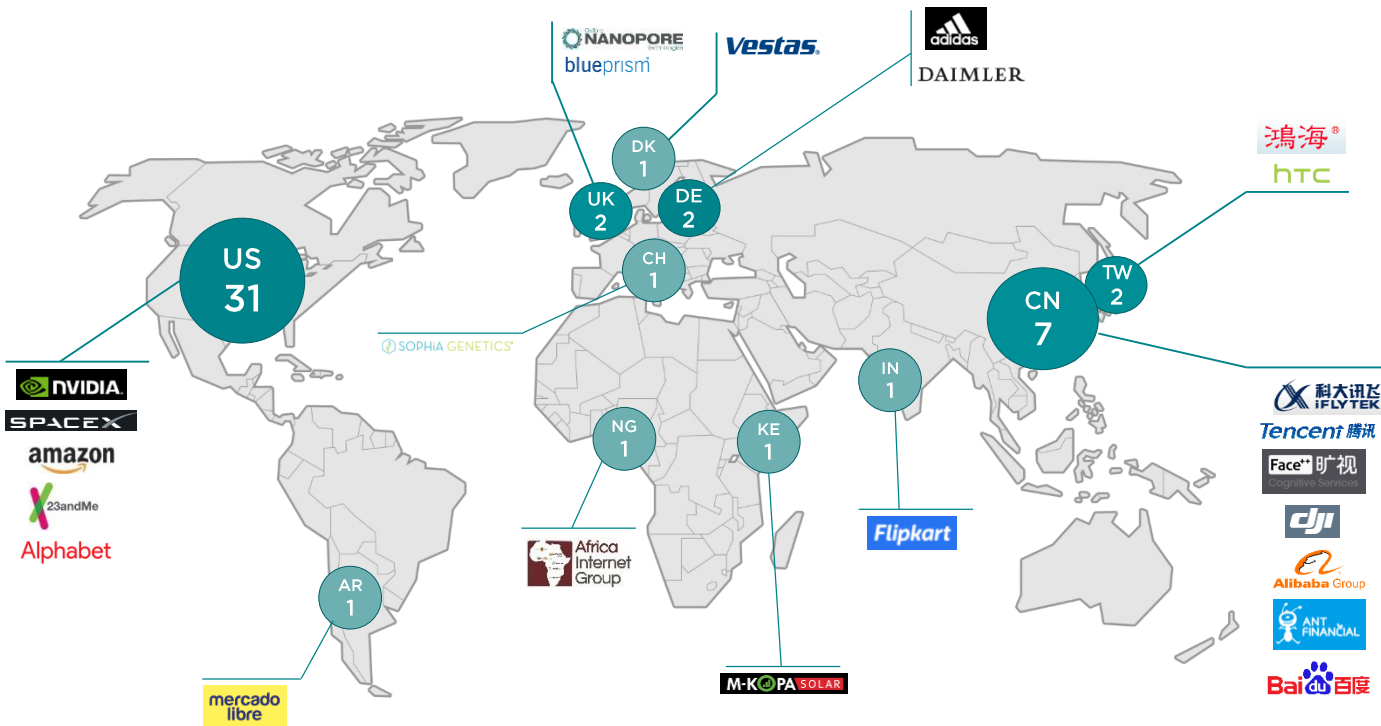 Oxford
NANOPORE
Technologies
blueprism
Vestas
adidas
DAIMLER
鴻海®
hTC
DK
1
UK
2
DE
2
CH
1
US
31
TW
2
CN
7
SOPHiA GENETICS
IN
1
NG
1
KE
1
AR
1
NVIDIA
SPACEX
amazon
23andMe
Alphabet
Africa
Internet
Group
Flipkart
M-KOPA SOLAR
mercado
libre
科大讯飞
iFLYTEK
Tencent 腾讯
Face++ 旷视
Cognitive Services
dji
Alibaba Group
ANT
FINANCIAL
Bai du 百度